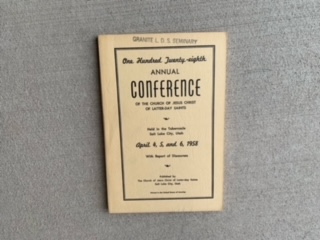 GRANITE L. D. S. SEMINARY
One Hundred Twenty-eighth
ANNUAL
CONFERENCE
OF THE CHURCH OF JESUS CHRIST
OF LATTER-DAY SAINTS
Held in the Tabernacle
Salt Lake City, Utah
April 4, 5, and 6, 1958
With Report of Discourses
Published by
The Church of Jesus Christ of Latter-day Saints
Salt Lake City, Utah